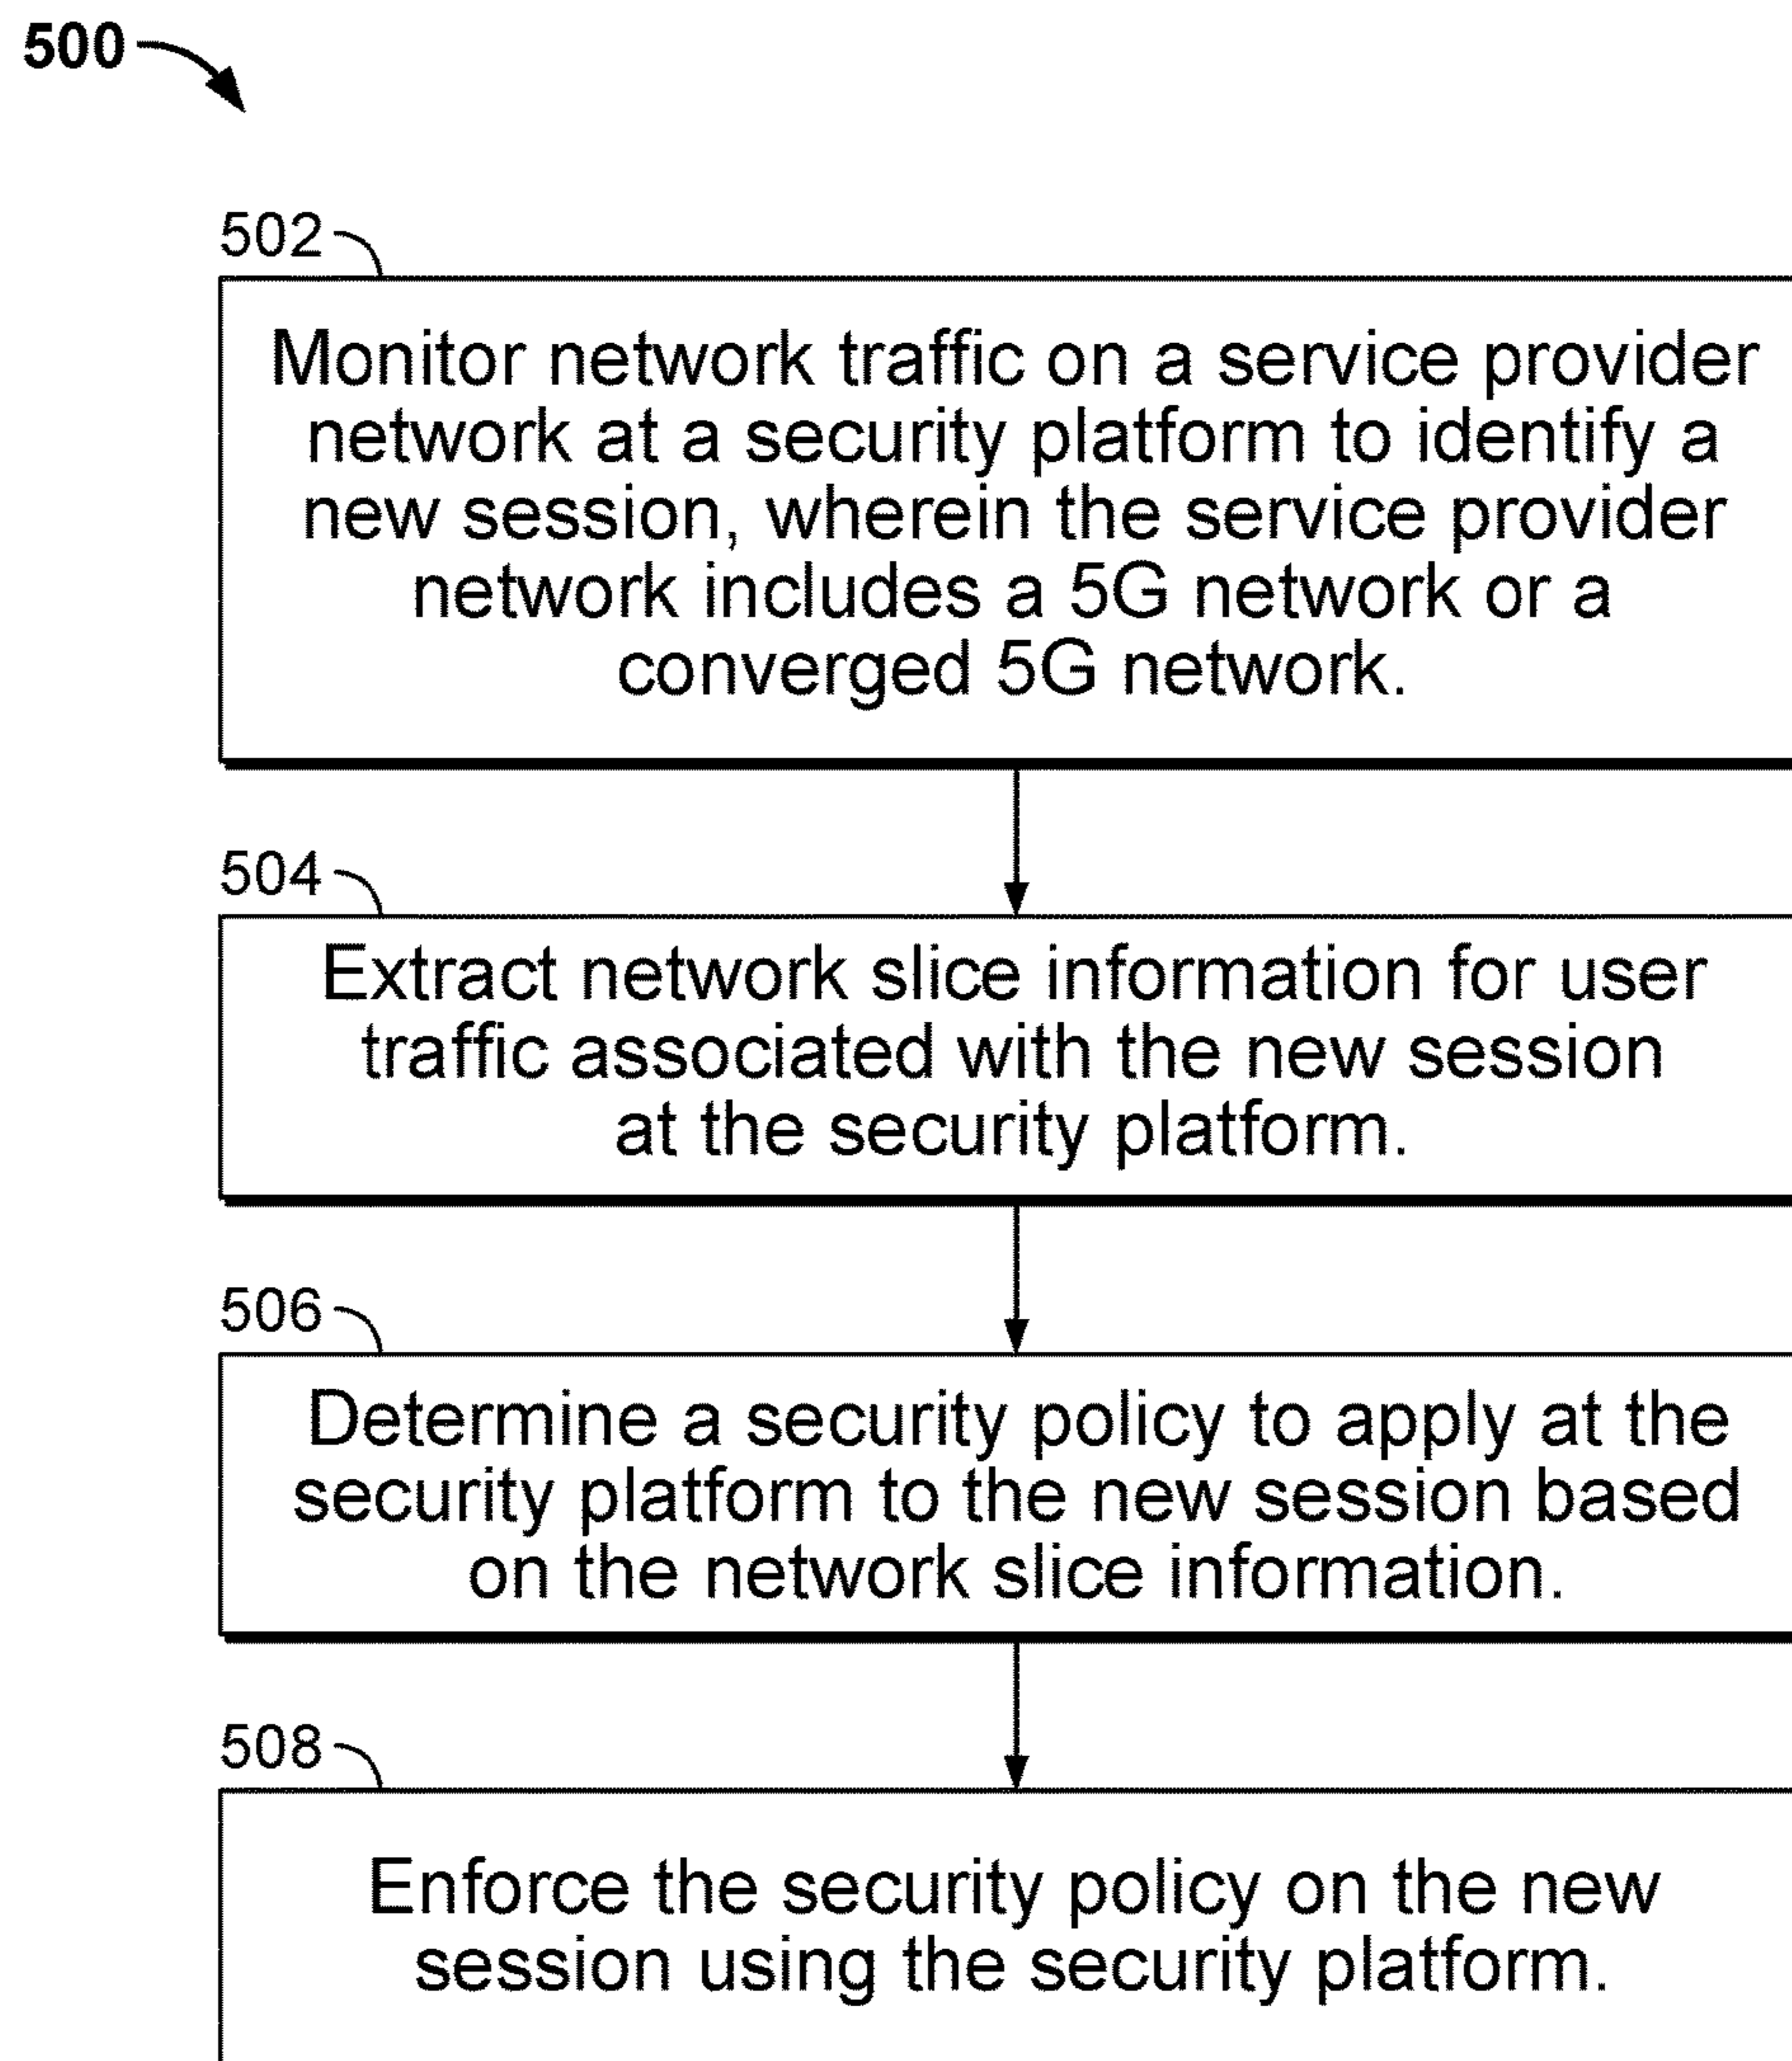 500
502
Monitor network traffic on a service provider
network at a security platform to identify a
new session, wherein the service provider
network includes a 5G network or a
converged 5G network.
504
Extract network slice information for user
traffic associated with the new session
at the security platform.
506
Determine a security policy to apply at the
security platform to the new session based
on the network slice information.
508
Enforce the security policy on the new
session using the security platform.